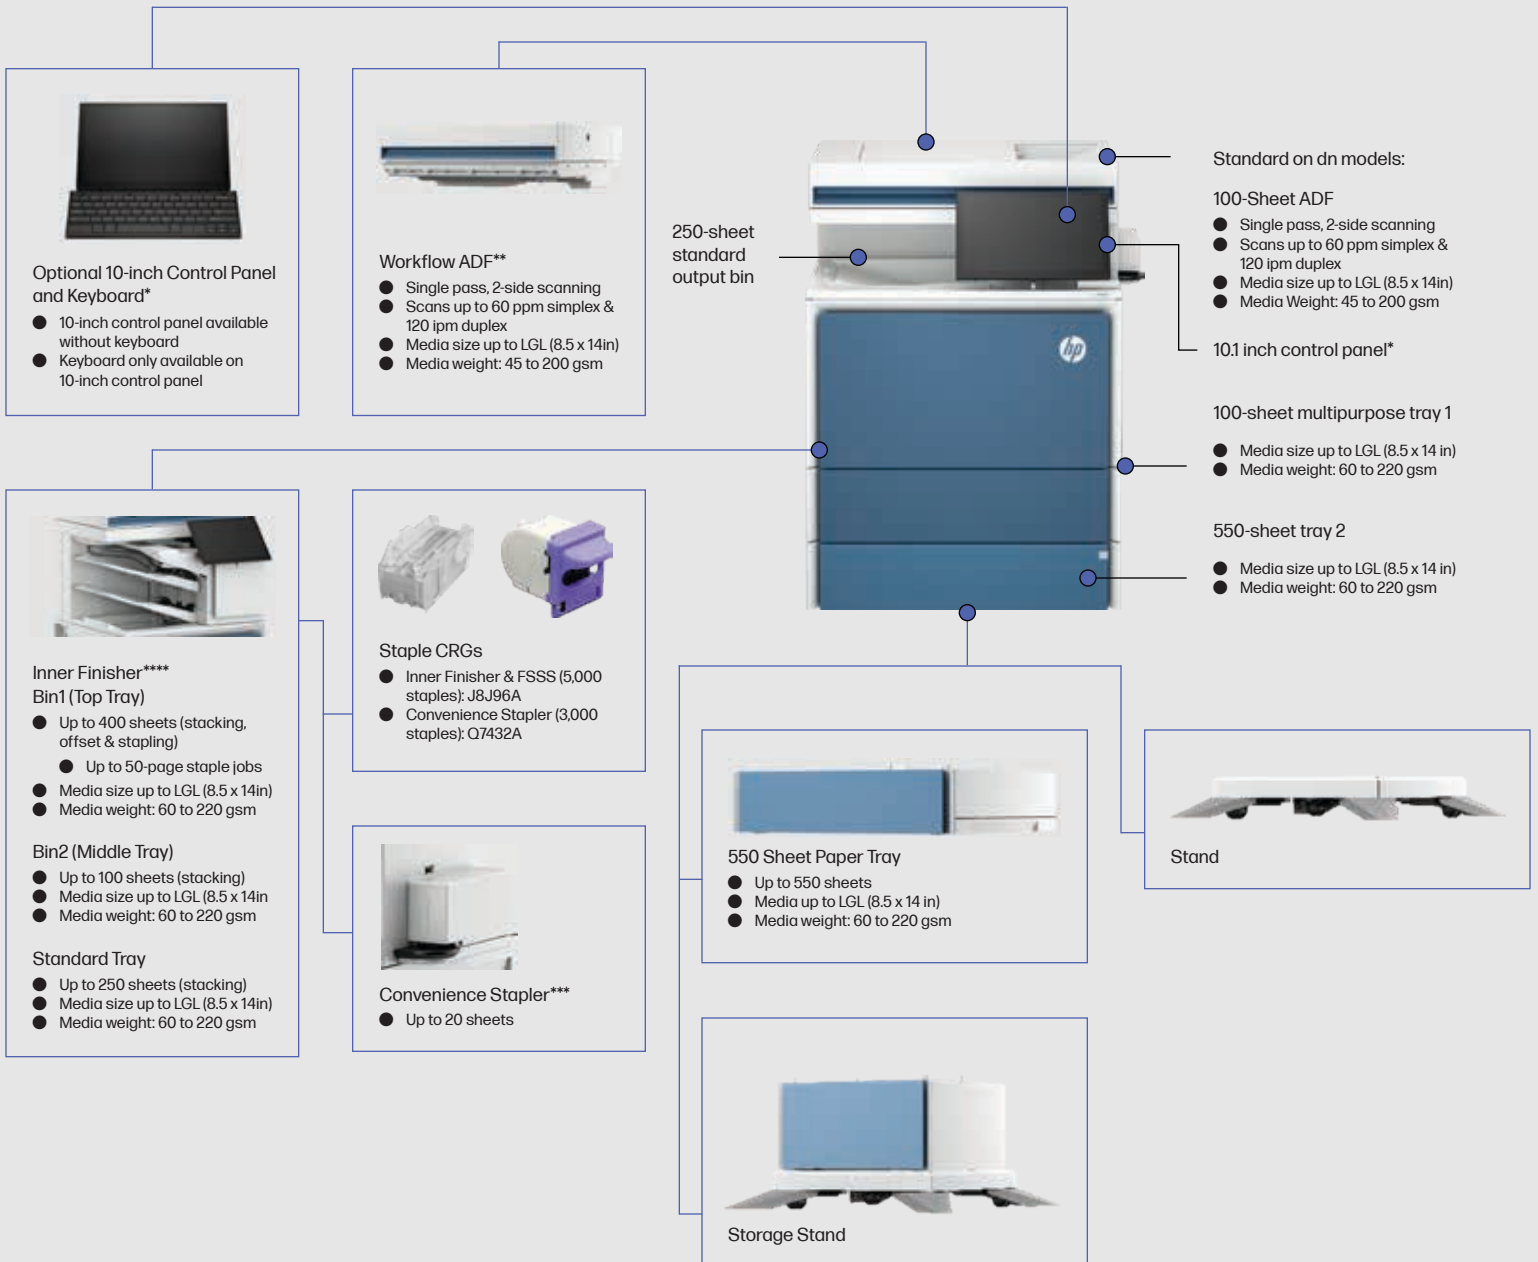 Optional 10-inch Control Panel
and Keyboard*
● 10-inch control panel available
without keyboard
● Keyboard only available on
10-inch control panel
Workflow ADF**
● Single pass, 2-side scanning
● Scans up to 60 ppm simplex &
120 ipm duplex
● Media size up to LGL (8.5 x 14in)
● Media weight: 45 to 200 gsm
250-sheet
standard
output bin
hp
Standard on dn models:
100-Sheet ADF
● Single pass, 2-side scanning
● Scans up to 60 ppm simplex &
120 ipm duplex
● Media size up to LGL (8.5 x 14in)
● Media Weight: 45 to 200 gsm
10.1 inch control panel*
100-sheet multipurpose tray 1
● Media size up to LGL (8.5 x 14 in)
● Media weight: 60 to 220 gsm
550-sheet tray 2
● Media size up to LGL (8.5 x 14 in)
● Media weight: 60 to 220 gsm
Inner Finisher****
Bin1 (Top Tray)
● Up to 400 sheets (stacking,
offset & stapling)
● Up to 50-page staple jobs
● Media size up to LGL (8.5 x 14in)
● Media weight: 60 to 220 gsm
Bin2 (Middle Tray)
● Up to 100 sheets (stacking)
● Media size up to LGL (8.5 x 14in
● Media weight: 60 to 220 gsm
Standard Tray
● Up to 250 sheets (stacking)
● Media size up to LGL (8.5 x 14in)
● Media weight: 60 to 220 gsm
Staple CRGs
● Inner Finisher & FSSS (5,000
staples): J8J96A
● Convenience Stapler (3,000
staples): Q7432A
Convenience Stapler***
● Up to 20 sheets
550 Sheet Paper Tray
● Up to 550 sheets
● Media up to LGL (8.5 x 14 in)
● Media weight: 60 to 220 gsm
Stand
Storage Stand